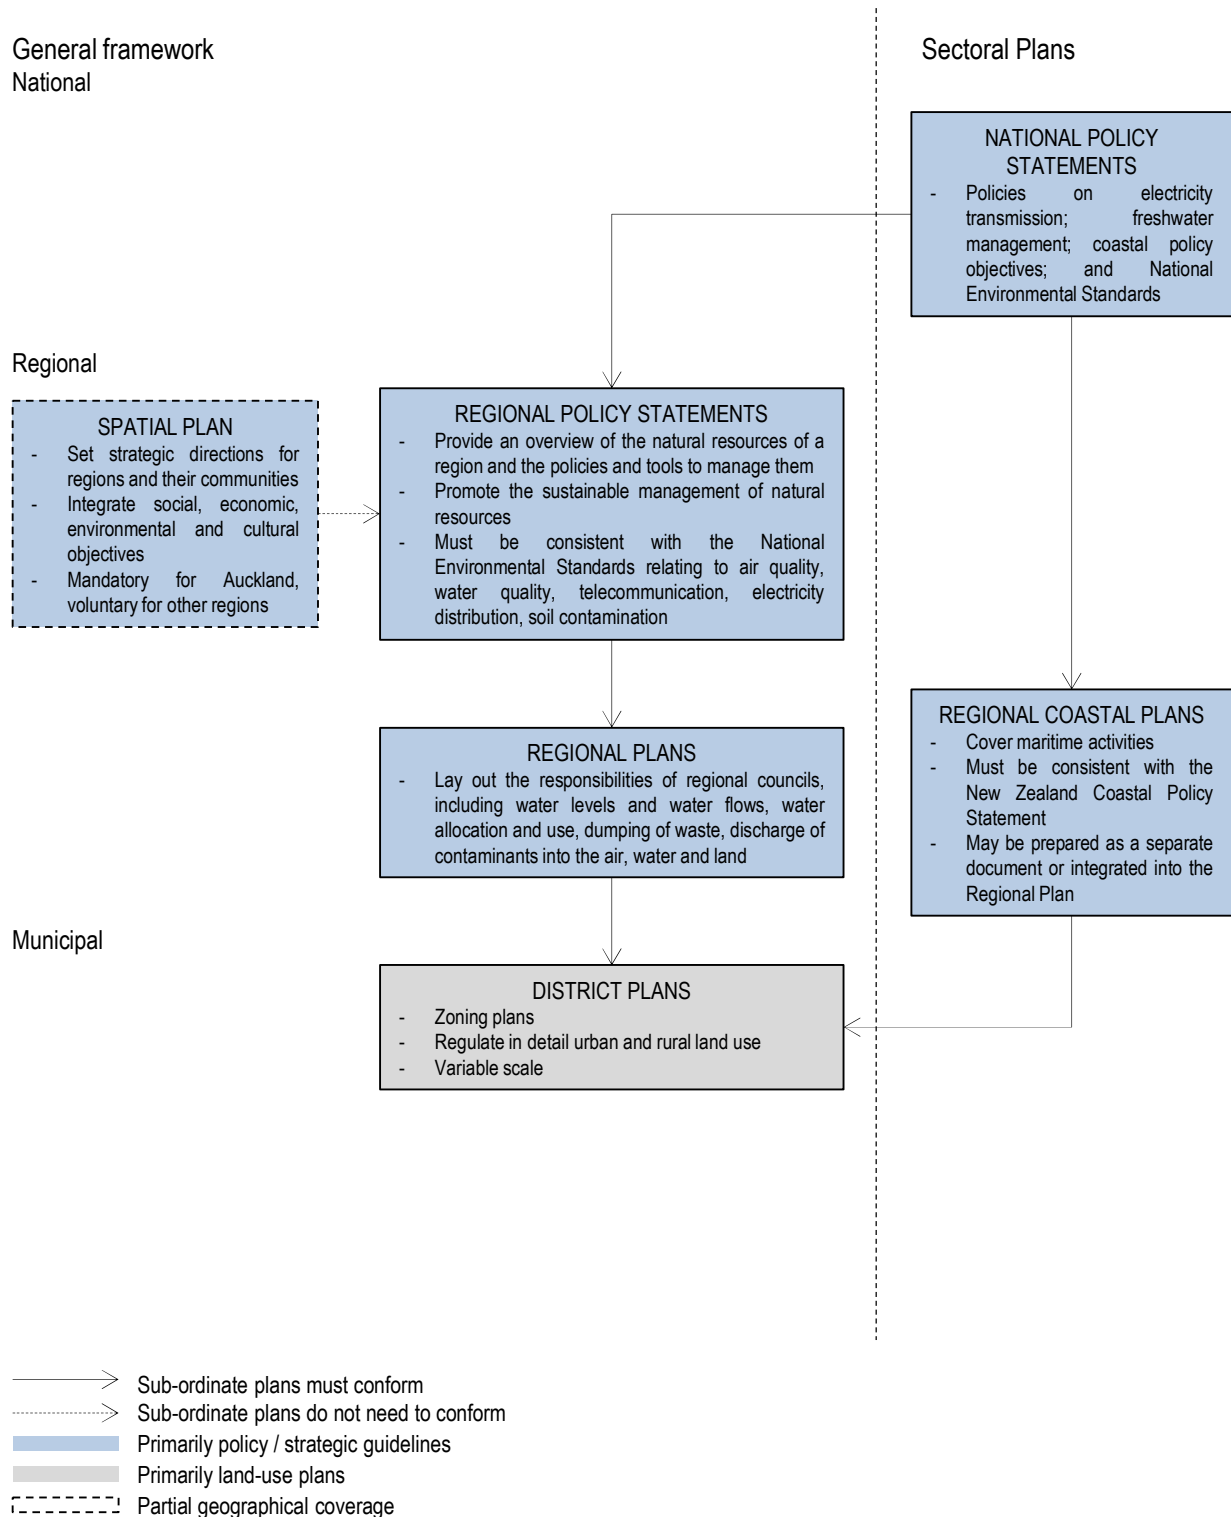 General framework
National
Sectoral Plans
NATIONAL POLICY
STATEMENTS
- Policies on electricity
transmission; freshwater
management; coastal policy
objectives; and National
Environmental Standards
Regional
SPATIAL PLAN
- Set strategic directions for
regions and their communities
- Integrate social, economic,
environmental and cultural
objectives
- Mandatory for Auckland,
voluntary for other regions
REGIONAL POLICY STATEMENTS
- Provide an overview of the natural resources of a
region and the policies and tools to manage them
- Promote the sustainable management of natural
resources
- Must be consistent with the National
Environmental Standards relating to air quality,
water quality, telecommunication, electricity
distribution, soil contamination
REGIONAL PLANS
- Lay out the responsibilities of regional councils,
including water levels and water flows, water
allocation and use, dumping of waste, discharge of
contaminants into the air, water and land
REGIONAL COASTAL PLANS
- Cover maritime activities
- Must be consistent with the
New Zealand Coastal Policy
Statement
- May be prepared as a separate
document or integrated into the
Regional Plan
Municipal
DISTRICT PLANS
- Zoning plans
- Regulate in detail urban and rural land use
- Variable scale
Sub-ordinate plans must conform
Sub-ordinate plans do not need to conform
Primarily policy / strategic guidelines
Primarily land-use plans
Partial geographical coverage